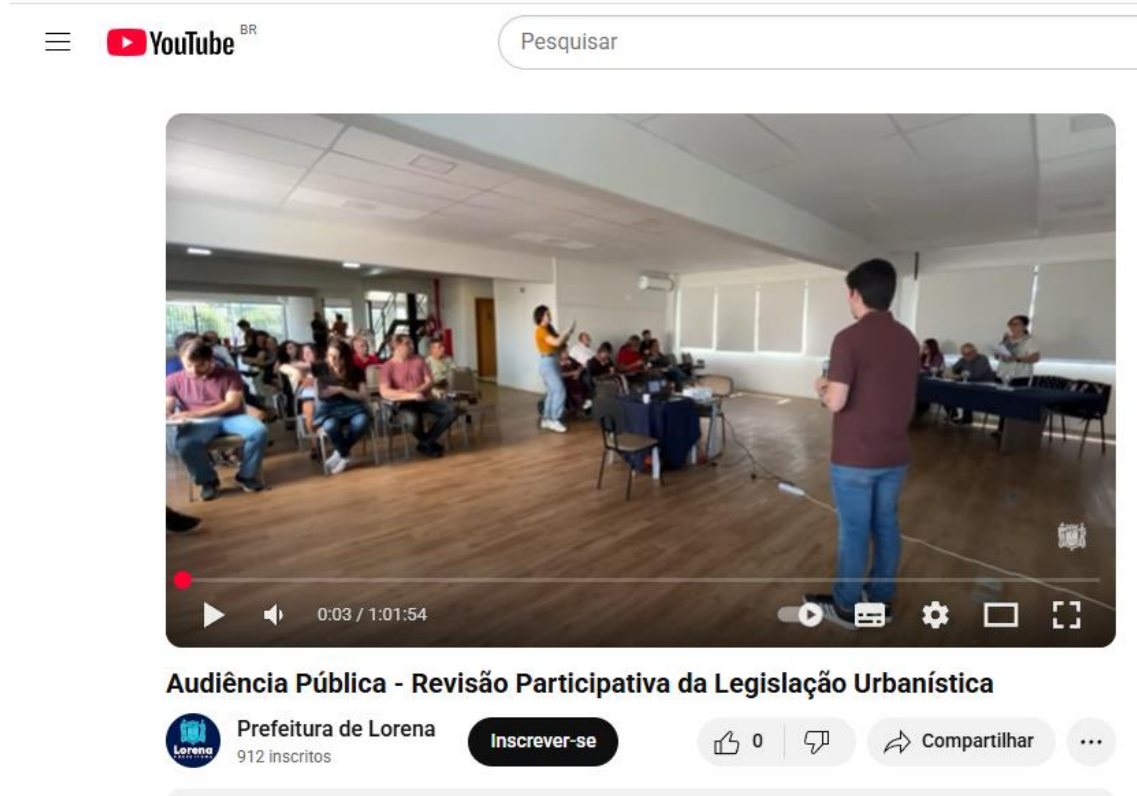 YouTube BR
Pesquisar
0:03 / 1:01:54
Audiência Pública - Revisão Participativa da Legislação Urbanística
Prefeitura de Lorena
912 inscritos
Lorena
PREFEITURA
Inscrever-se
0
Compartilhar